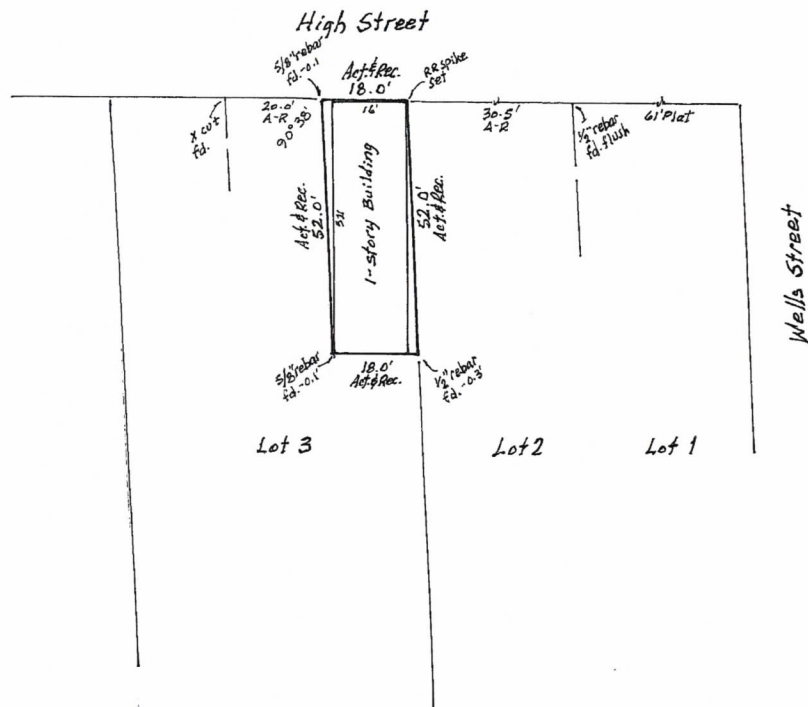 High Street
5/8" rebar
fd.-0.1
Act. & Rec.
18.0'
RR spike
set
X cut
fd.
20.0'
A-R
90° 38'
16'
30.5'
A-R
1/2" rebar
fd. flush
61' Plat
Act. & Rec.
52.0'
1-story Building
52.0'
Act. & Rec.
Wells Street
5/8" rebar
fd.-0.1'
18.0'
Act. & Rec.
1/2" rebar
fd.-0.3'
Lot 3
Lot 2
Lot 1